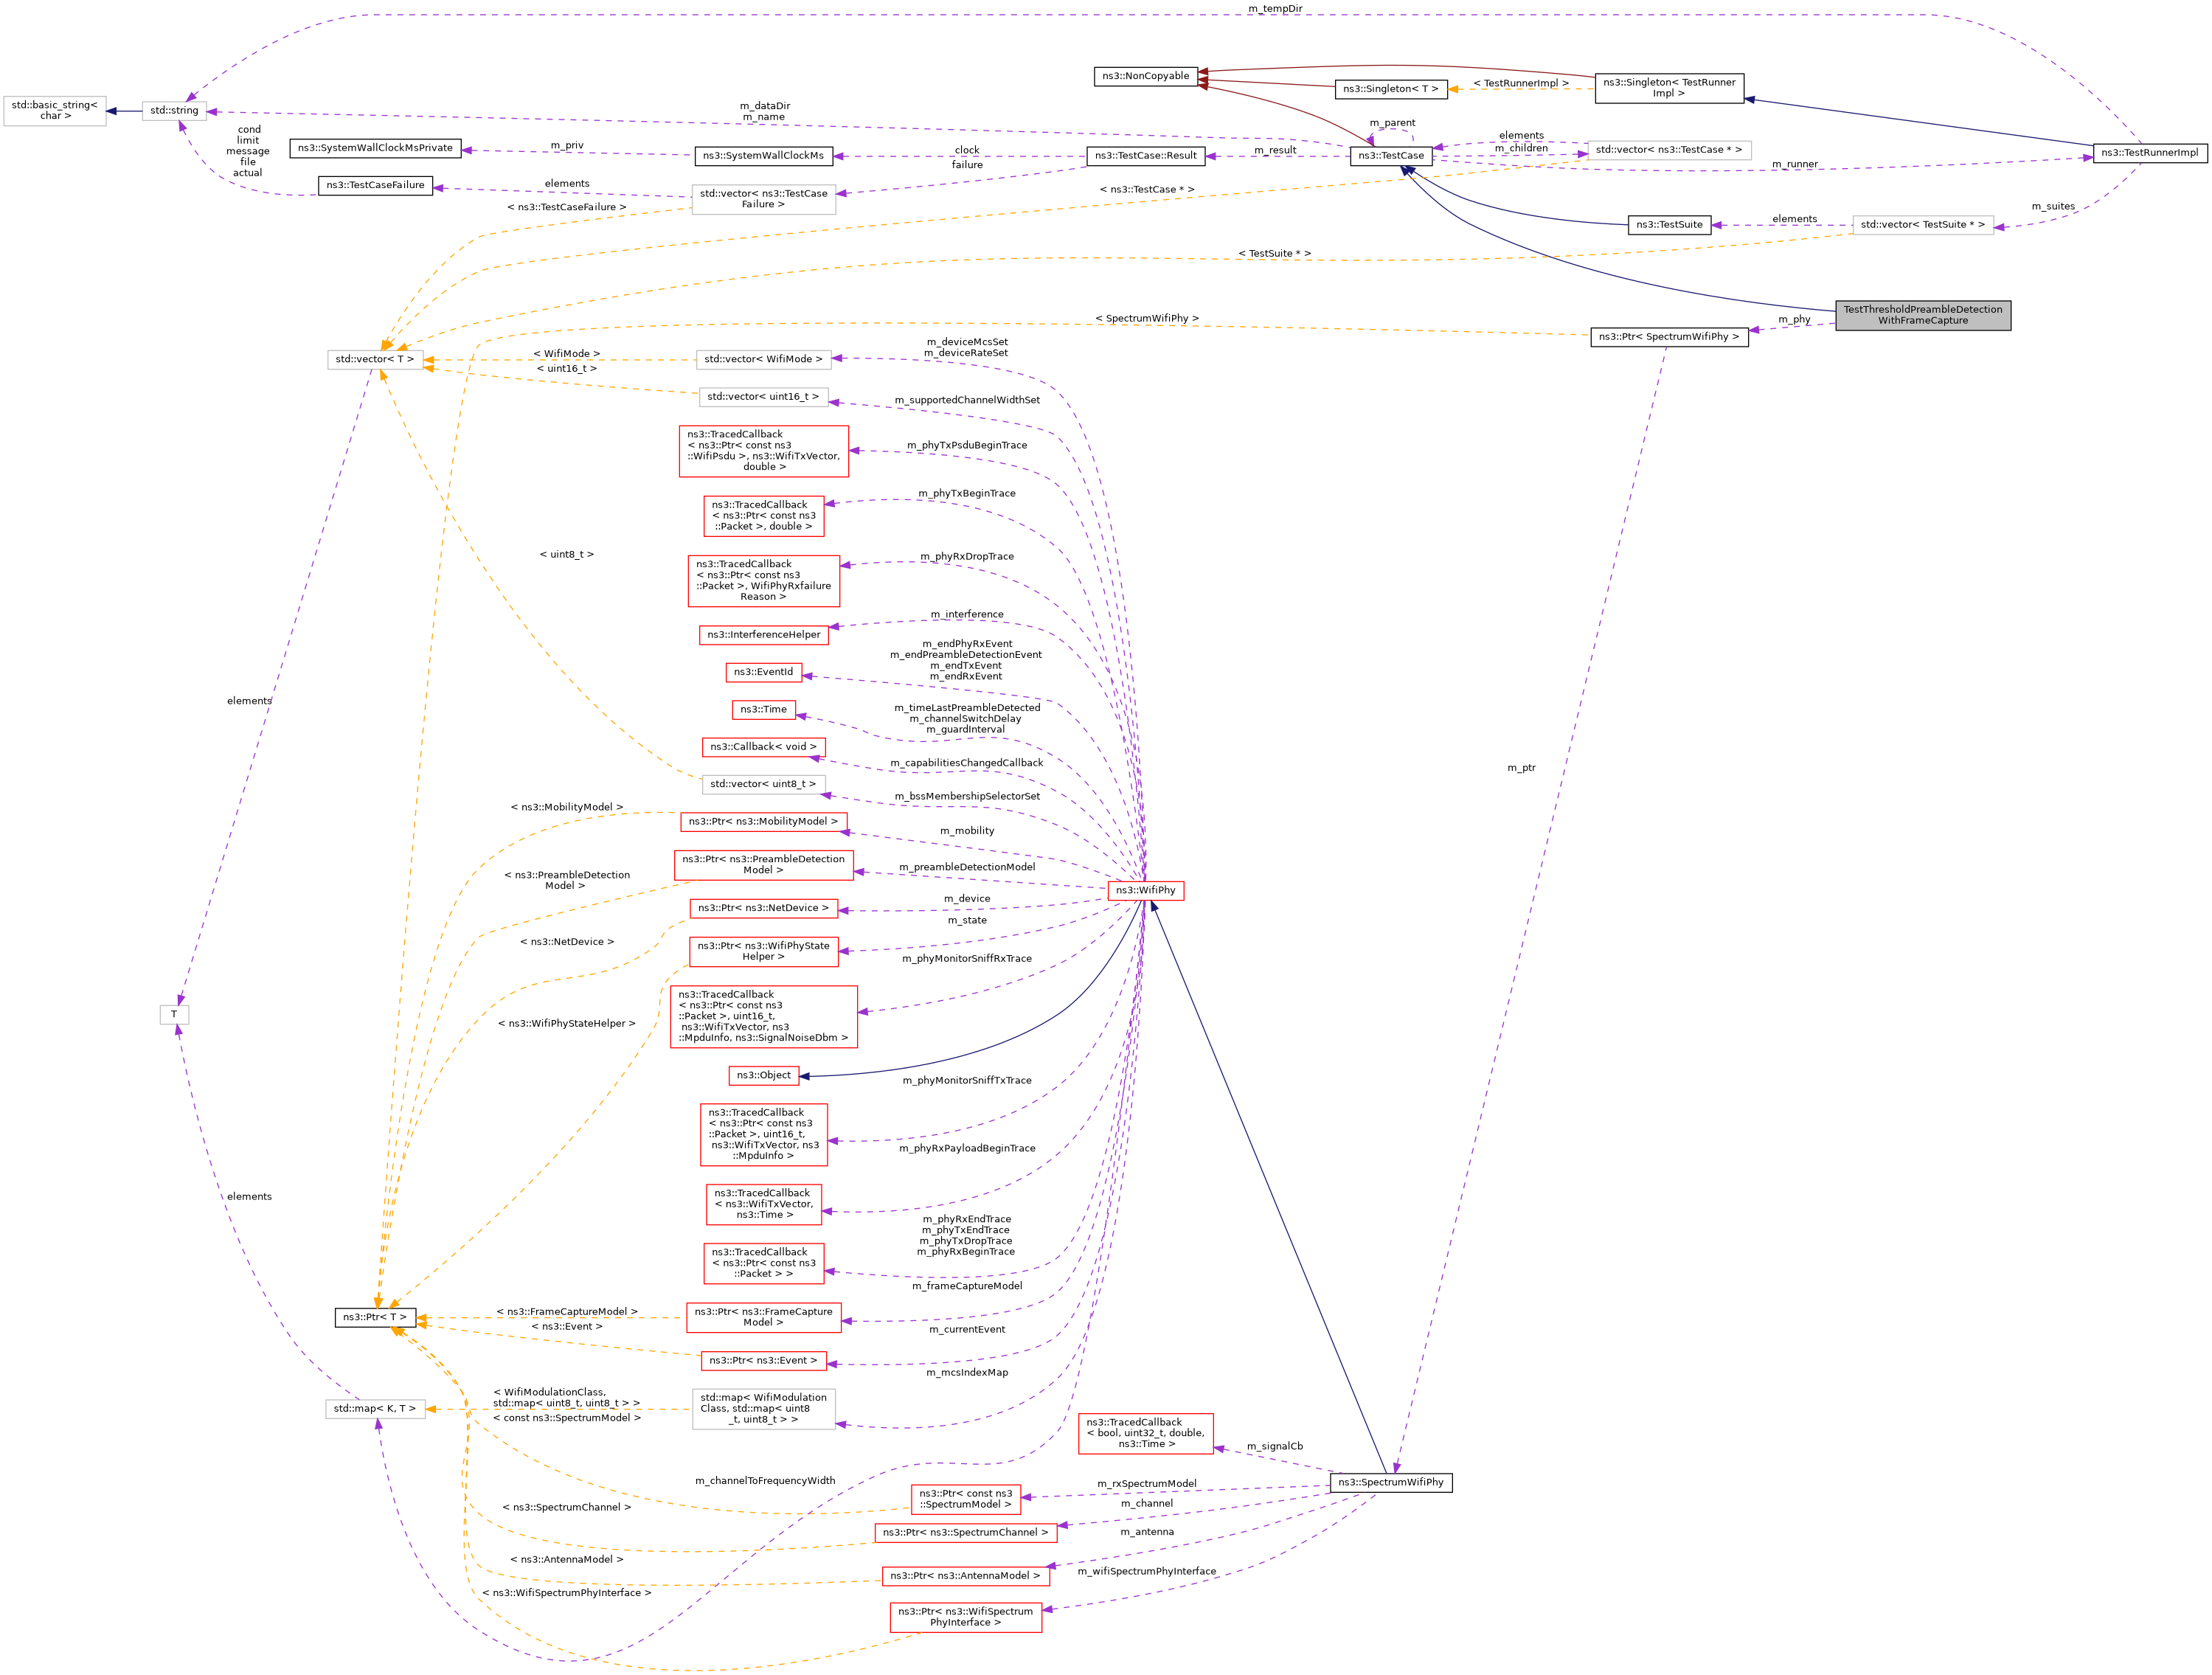 m_tempDir
ns3::NonCopyable
ns3::Singleton< T >
< TestRunnerImpl >
ns3::Singleton< TestRunner
Impl >
std::basic_string<
char >
std::string
m_dataDir
m_name
m_parent
cond
limit
message
file
actual
ns3::SystemWallClockMsPrivate
m_priv
ns3::SystemWallClockMs
clock
failure
ns3::TestCase::Result
m_result
ns3::TestCase
elements
m_children
std::vector< ns3::TestCase * >
m_runner
ns3::TestRunnerImpl
ns3::TestCaseFailure
elements
std::vector< ns3::TestCase
Failure >
< ns3::TestCase * >
< ns3::TestCaseFailure >
m_suites
ns3::TestSuite
elements
std::vector< TestSuite * >
< TestSuite * >
TestThresholdPreambleDetection
WithFrameCapture
m_phy
ns3::Ptr< SpectrumWifiPhy >
< SpectrumWifiPhy >
std::vector< T >
< WifiMode >
< uint16_t >
std::vector< WifiMode >
m_deviceMcsSet
m_deviceRateSet
std::vector< uint16_t >
m_supportedChannelWidthSet
ns3::TracedCallback
< ns3::Ptr< const ns3
::WifiPsdu >, ns3::WifiTxVector,
double >
m_phyTxPsduBeginTrace
ns3::TracedCallback
< ns3::Ptr< const ns3
::Packet >, double >
m_phyTxBeginTrace
< uint8_t >
ns3::TracedCallback
< ns3::Ptr< const ns3
::Packet >, WifiPhyRxfailure
Reason >
m_phyRxDropTrace
ns3::InterferenceHelper
m_interference
ns3::EventId
m_endPhyRxEvent
m_endPreambleDetectionEvent
m_endTxEvent
m_endRxEvent
elements
ns3::Time
m_timeLastPreambleDetected
m_channelSwitchDelay
m_guardInterval
ns3::Callback< void >
m_capabilitiesChangedCallback
m_ptr
std::vector< uint8_t >
m_bssMembershipSelectorSet
< ns3::MobilityModel >
ns3::Ptr< ns3::MobilityModel >
m_mobility
< ns3::PreambleDetection
Model >
ns3::Ptr< ns3::PreambleDetection
Model >
m_preambleDetectionModel
ns3::WifiPhy
ns3::Ptr< ns3::NetDevice >
m_device
< ns3::NetDevice >
ns3::Ptr< ns3::WifiPhyState
Helper >
m_state
m_phyMonitorSniffRxTrace
T
< ns3::WifiPhyStateHelper >
ns3::TracedCallback
< ns3::Ptr< const ns3
::Packet >, uint16_t,
ns3::WifiTxVector, ns3
::MpduInfo, ns3::SignalNoiseDbm >
ns3::Object
m_phyMonitorSniffTxTrace
ns3::TracedCallback
< ns3::Ptr< const ns3
::Packet >, uint16_t,
ns3::WifiTxVector, ns3
::MpduInfo >
m_phyRxPayloadBeginTrace
elements
ns3::TracedCallback
< ns3::WifiTxVector,
ns3::Time >
m_phyRxEndTrace
m_phyTxEndTrace
m_phyTxDropTrace
m_phyRxBeginTrace
ns3::TracedCallback
< ns3::Ptr< const ns3
::Packet > >
m_frameCaptureModel
ns3::Ptr< T >
< ns3::FrameCaptureModel >
< ns3::Event >
ns3::Ptr< ns3::FrameCapture
Model >
m_currentEvent
ns3::Ptr< ns3::Event >
m_mcsIndexMap
std::map< K, T >
< WifiModulationClass,
std::map< uint8_t, uint8_t > >
< const ns3::SpectrumModel >
std::map< WifiModulation
Class, std::map< uint8
_t, uint8_t > >
ns3::TracedCallback
< bool, uint32_t, double,
ns3::Time >
m_signalCb
m_channelToFrequencyWidth
ns3::SpectrumWifiPhy
m_rxSpectrumModel
ns3::Ptr< const ns3
::SpectrumModel >
m_channel
< ns3::SpectrumChannel >
ns3::Ptr< ns3::SpectrumChannel >
m_antenna
< ns3::AntennaModel >
ns3::Ptr< ns3::AntennaModel >
m_wifiSpectrumPhyInterface
< ns3::WifiSpectrumPhyInterface >
ns3::Ptr< ns3::WifiSpectrum
PhyInterface >